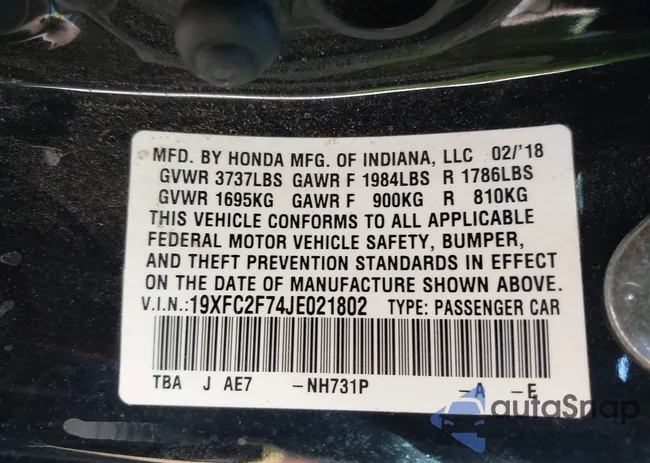 MFD. BY HONDA MFG. OF INDIANA, LLC 02/'18
GVWR 3737LBS GAWR F 1984LBS R 1786LBS
GVWR 1695KG GAWR F 900KG R 810KG
THIS VEHICLE CONFORMS TO ALL APPLICABLE
FEDERAL MOTOR VEHICLE SAFETY, BUMPER,
AND THEFT PREVENTION STANDARDS IN EFFECT
ON THE DATE OF MANUFACTURE SHOWN ABOVE.
V.I.N.:19XFC2F74JE021802 TYPE: PASSENGER CAR
TBA J AE7 -NH731P -A -E
autaSnap